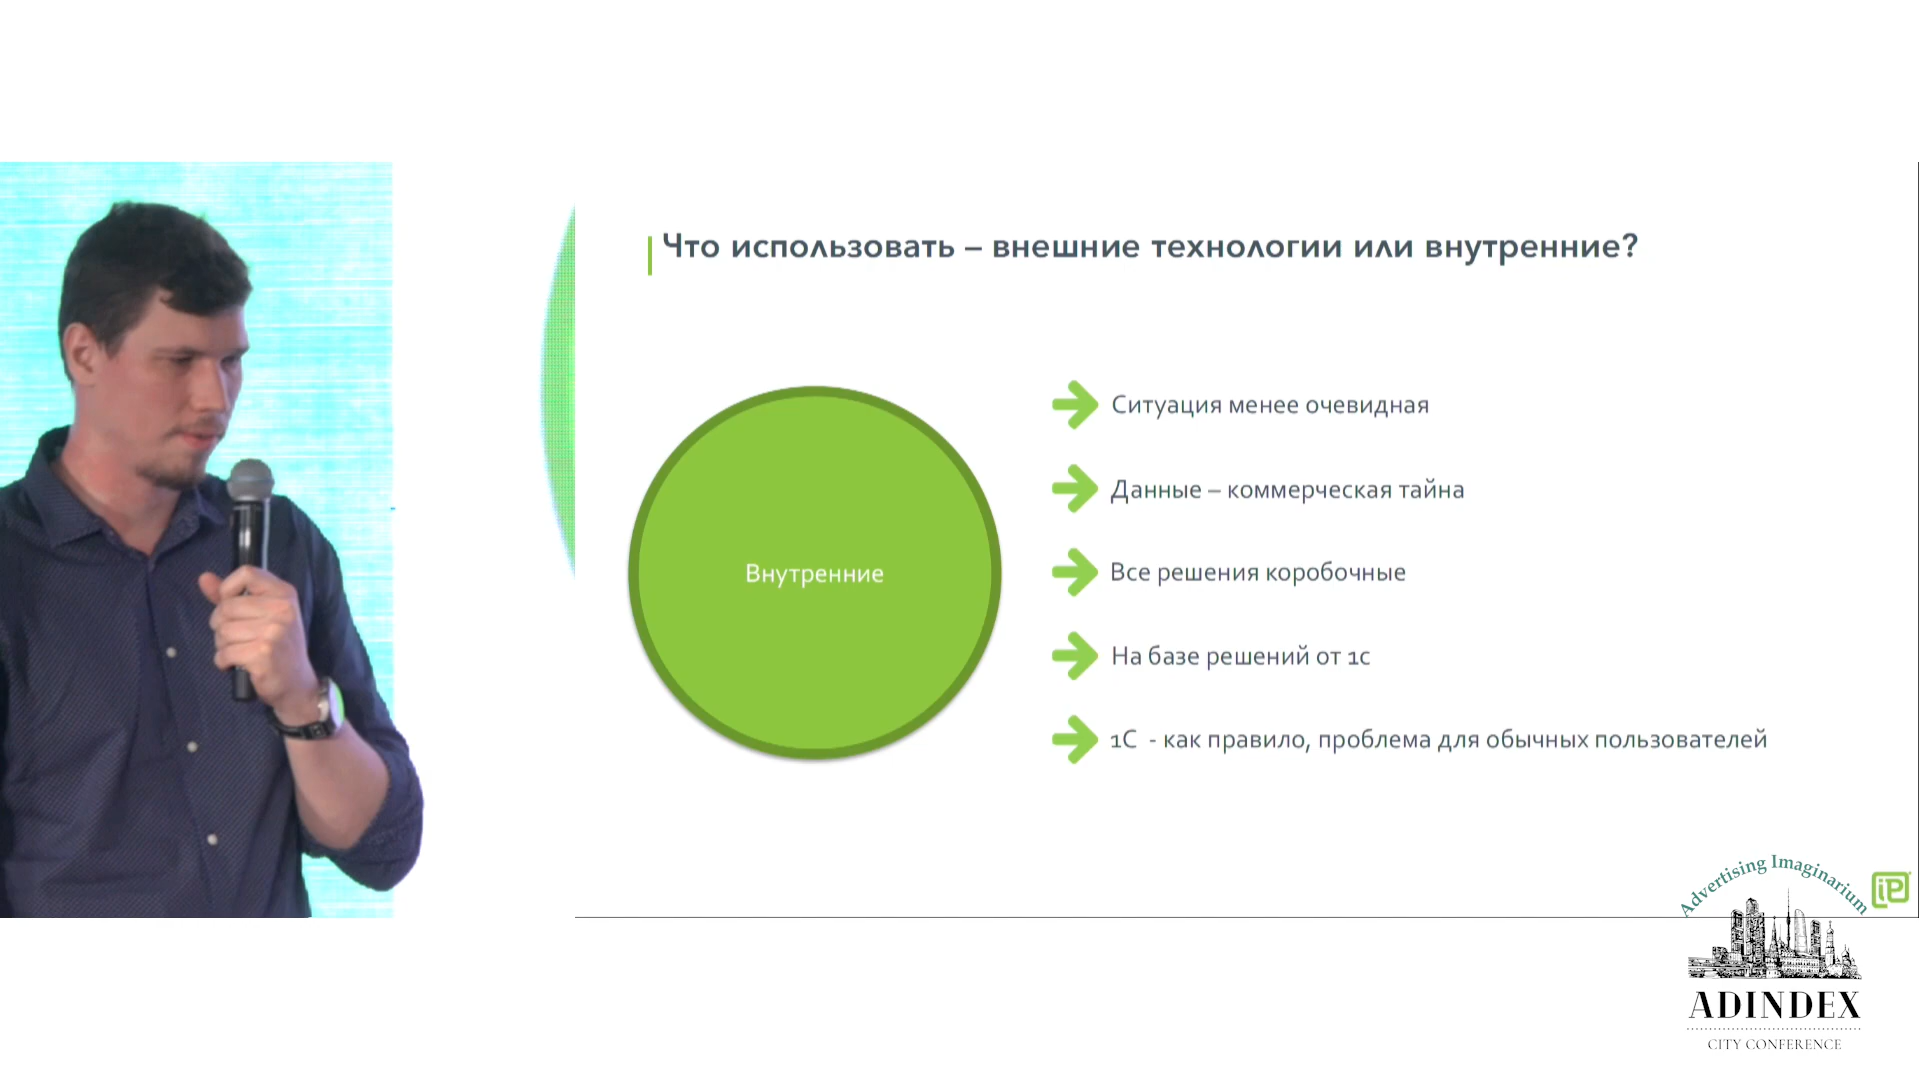 Что использовать – внешние технологии или внутренние?
Внутренние
Ситуация менее очевидная
Данные – коммерческая тайна
Все решения коробочные
На базе решений от 1с
1С - как правило, проблема для обычных пользователей
Advertising Imaginarium
iP
ADINDEX
CITY CONFERENCE